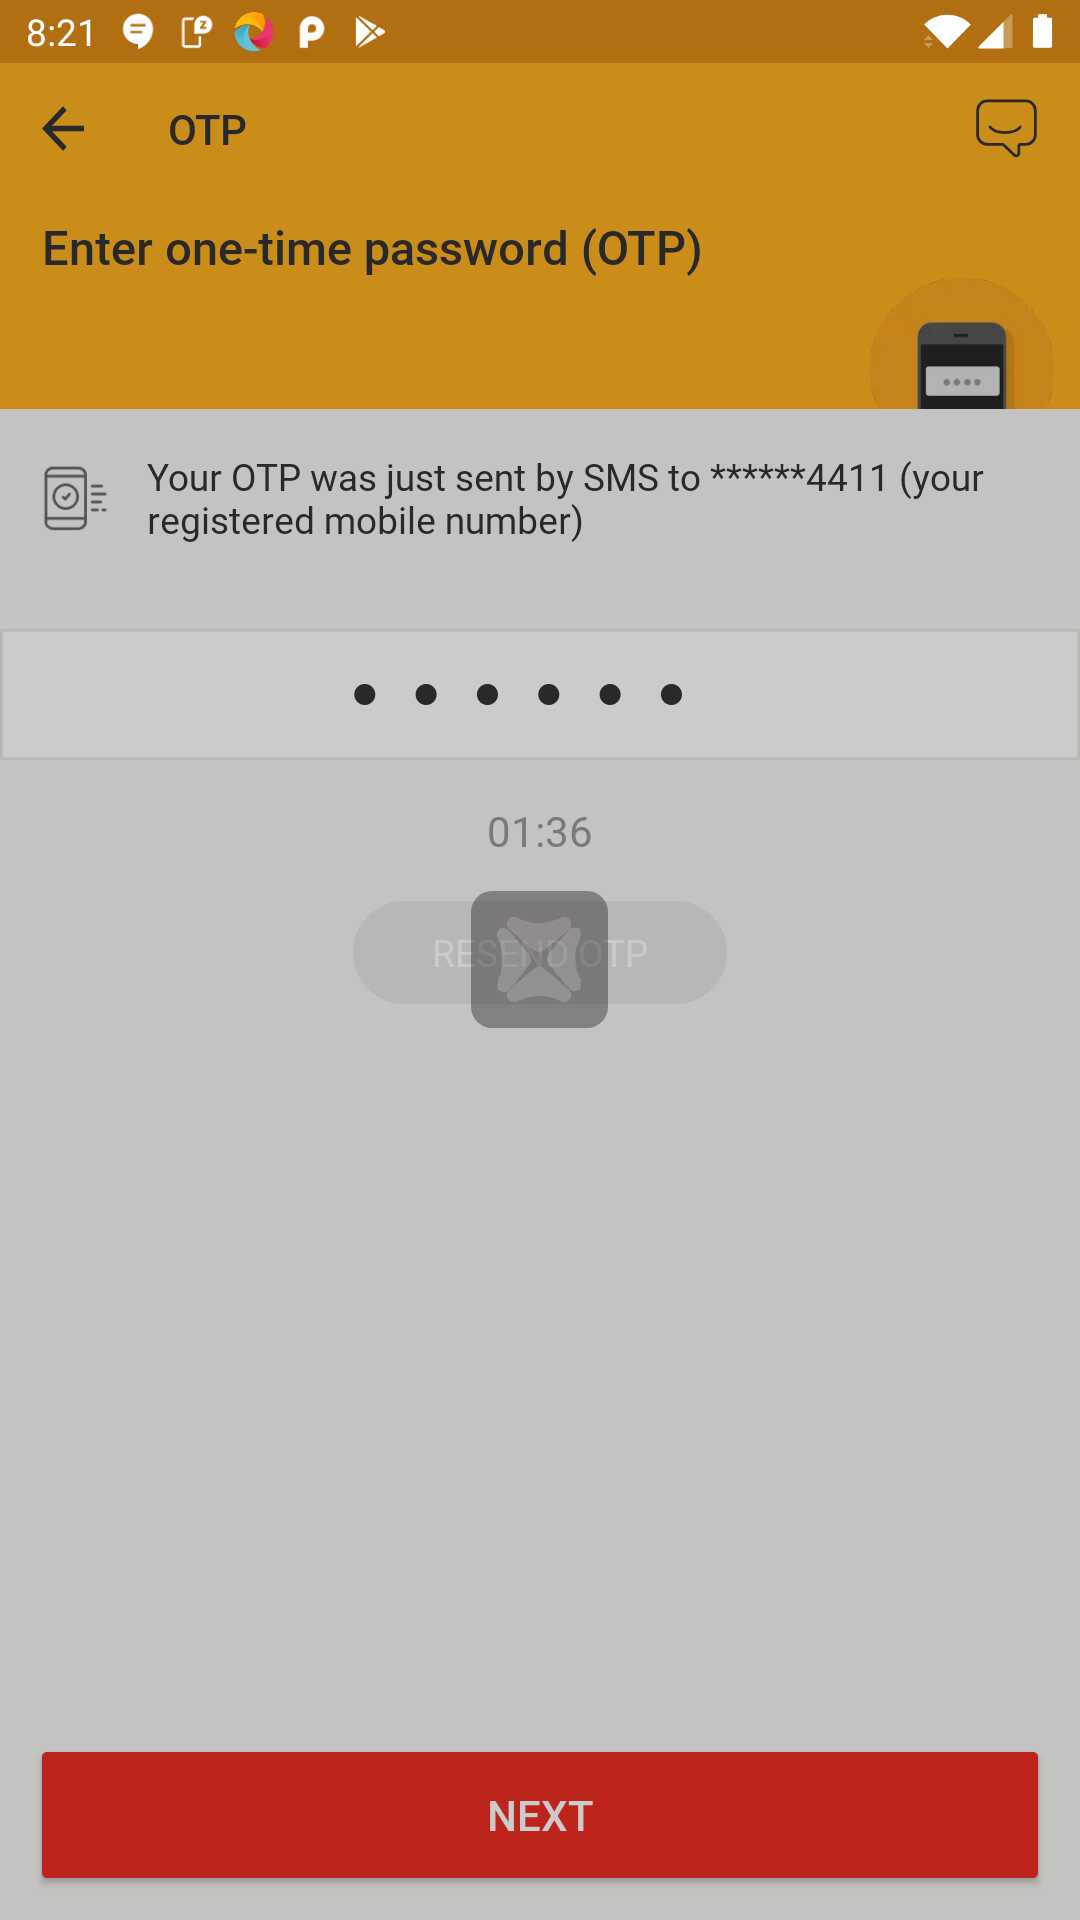 8:21
OTP
Enter one-time password (OTP)
Your OTP was just sent by SMS to ******4411 (your
registered mobile number)
01:36
RESEND OTP
NEXT